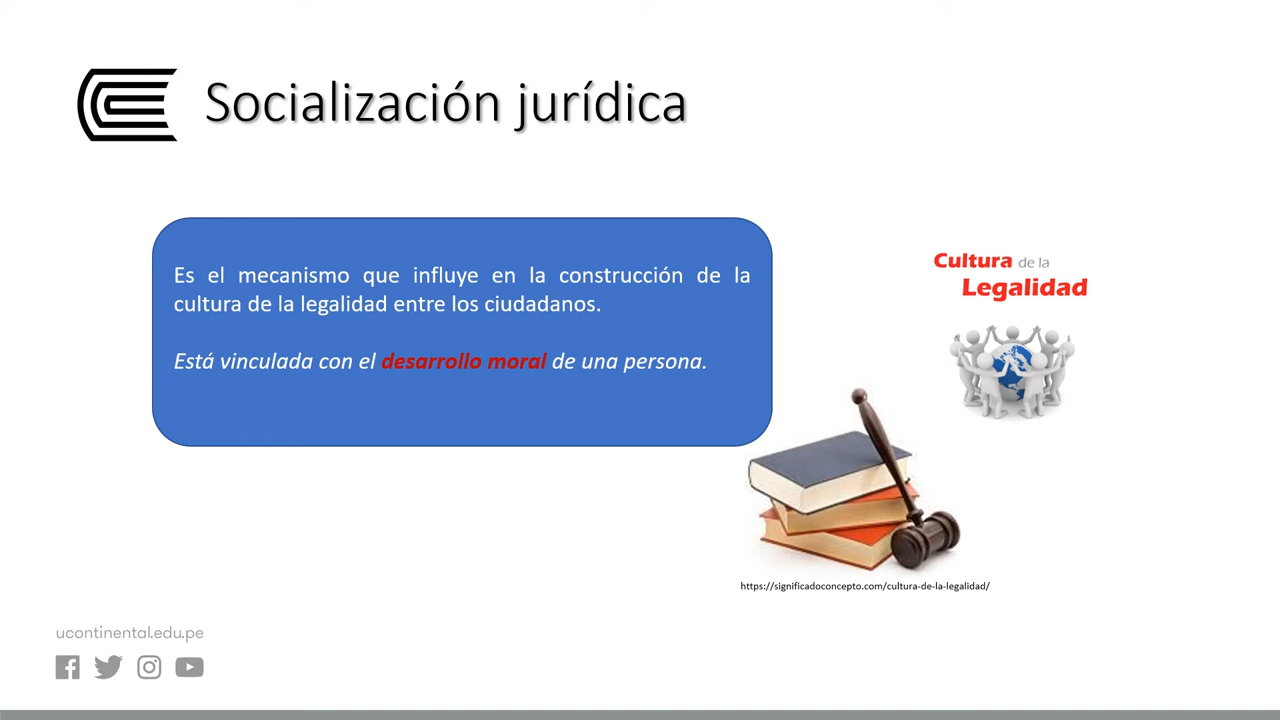 Socialización jurídica
Es el mecanismo que influye en la construcción de la
cultura de la legalidad entre los ciudadanos.
Está vinculada con el desarrollo moral de una persona.
Cultura de la
Legalidad
https://significadoconcepto.com/cultura-de-la-legalidad/
ucontinental.edu.pe